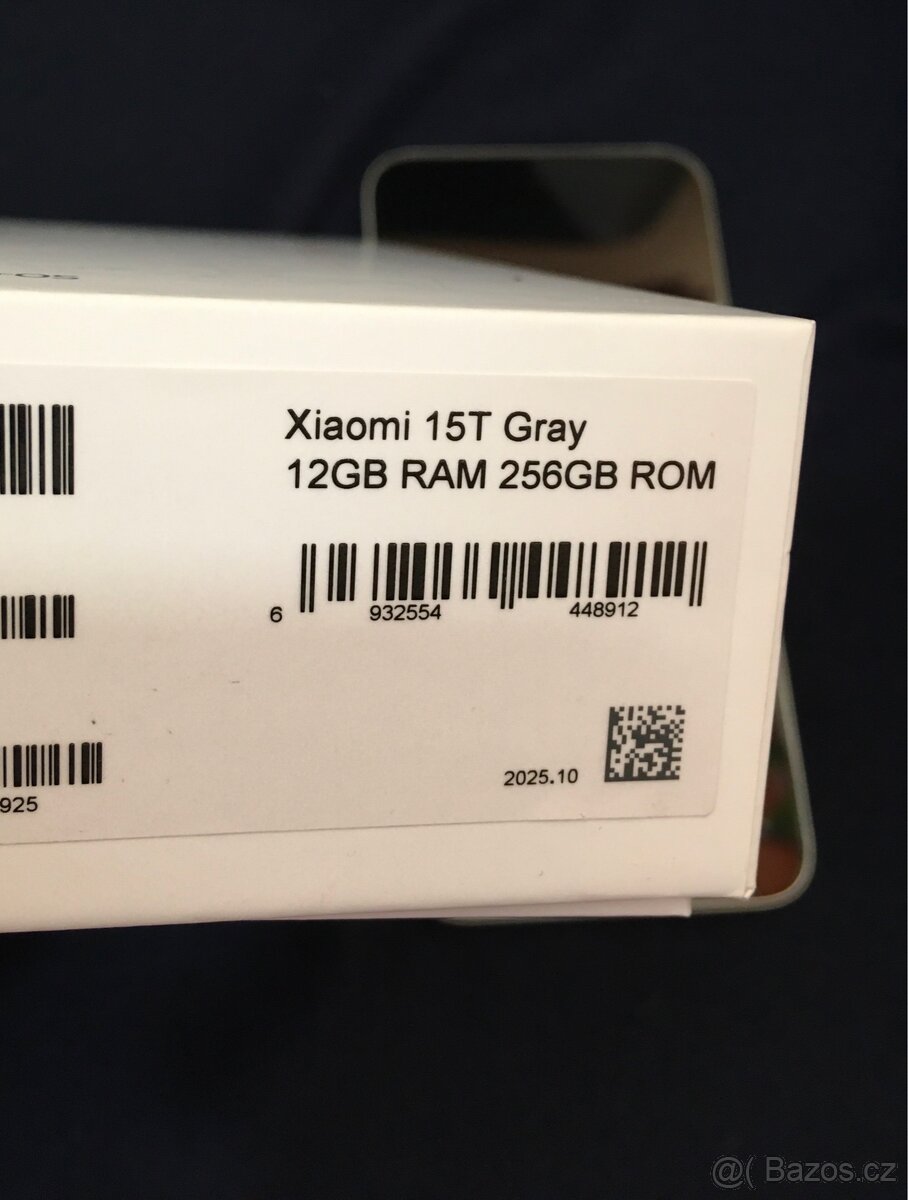 Xiaomi 15T Gray
12GB RAM 256GB ROM
6 932554 448912
925
2025.10
@( Bazos.cz